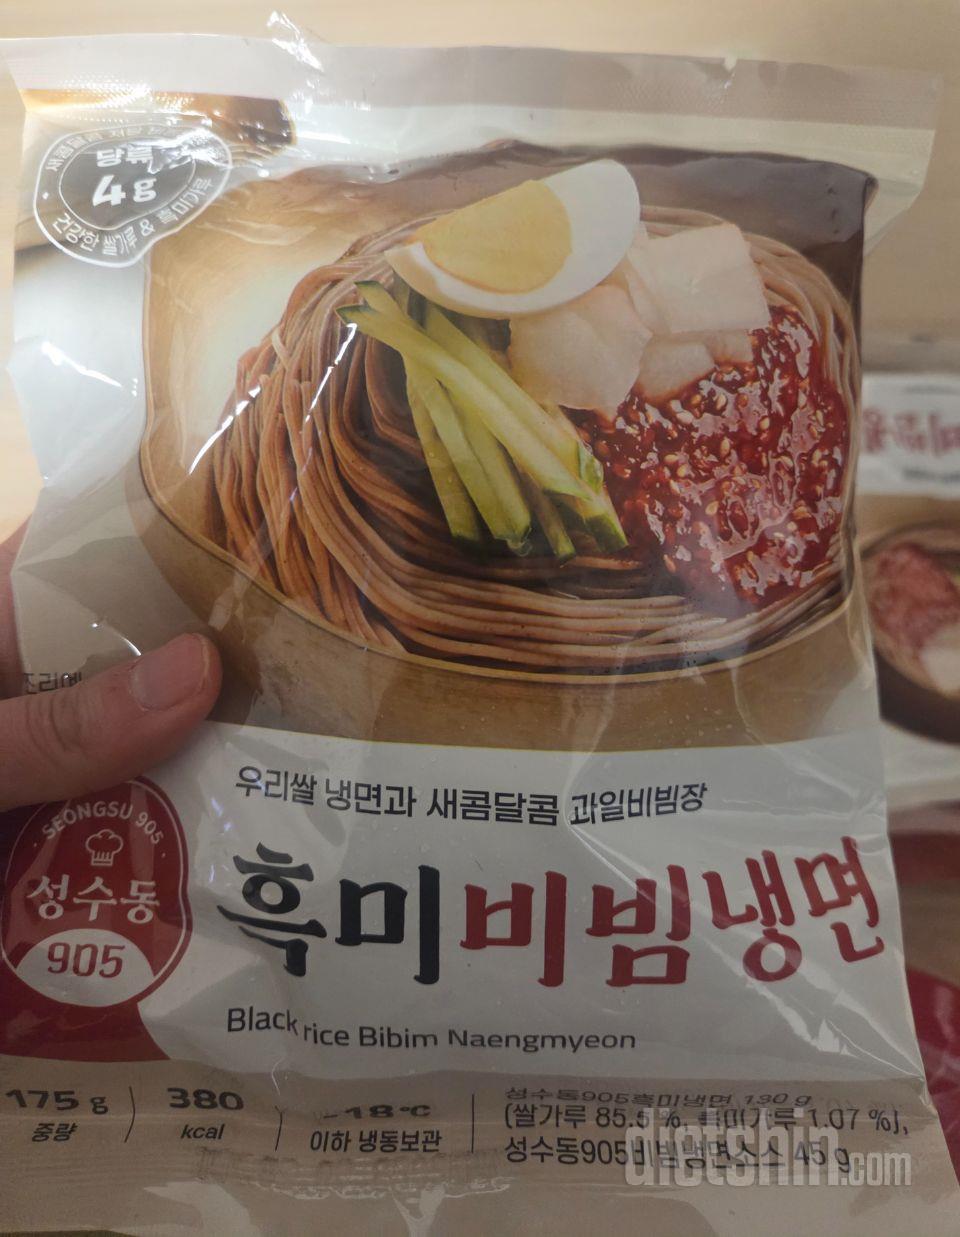 새콤달콤
당류
4g
건강한 쌀가루 & 흑미가루
우리쌀 냉면과 새콤달콤 과일비빔장
SEONGSU 905
성수동
905
흑미비빔냉면
Black rice Bibim Naengmyeon
175 g
중량
380
kcal
-18℃
이하 냉동보관
성수동905흑미냉면 130 g
(쌀가루 85.5 %, 흑미가루 1.07 %),
성수동905비빔냉면소스 45 g
dietshin.com